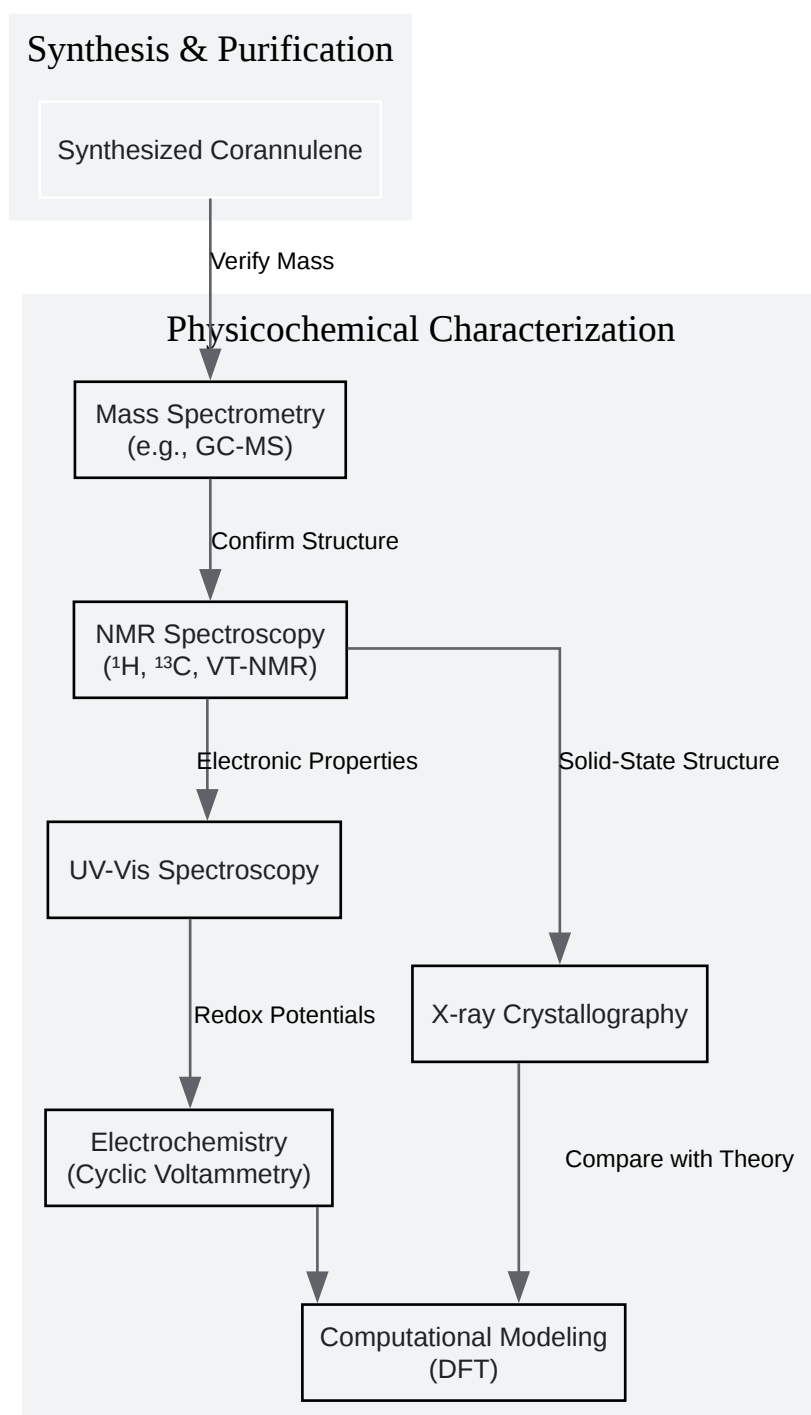 Synthesis & Purification
Synthesized Corannulene
Verify Mass
Physicochemical Characterization
Mass Spectrometry
(e.g., GC-MS)
Confirm Structure
NMR Spectroscopy
(¹H, ¹³C, VT-NMR)
Electronic Properties
Solid-State Structure
UV-Vis Spectroscopy
X-ray Crystallography
Redox Potentials
Electrochemistry
(Cyclic Voltammetry)
Compare with Theory
Computational Modeling
(DFT)